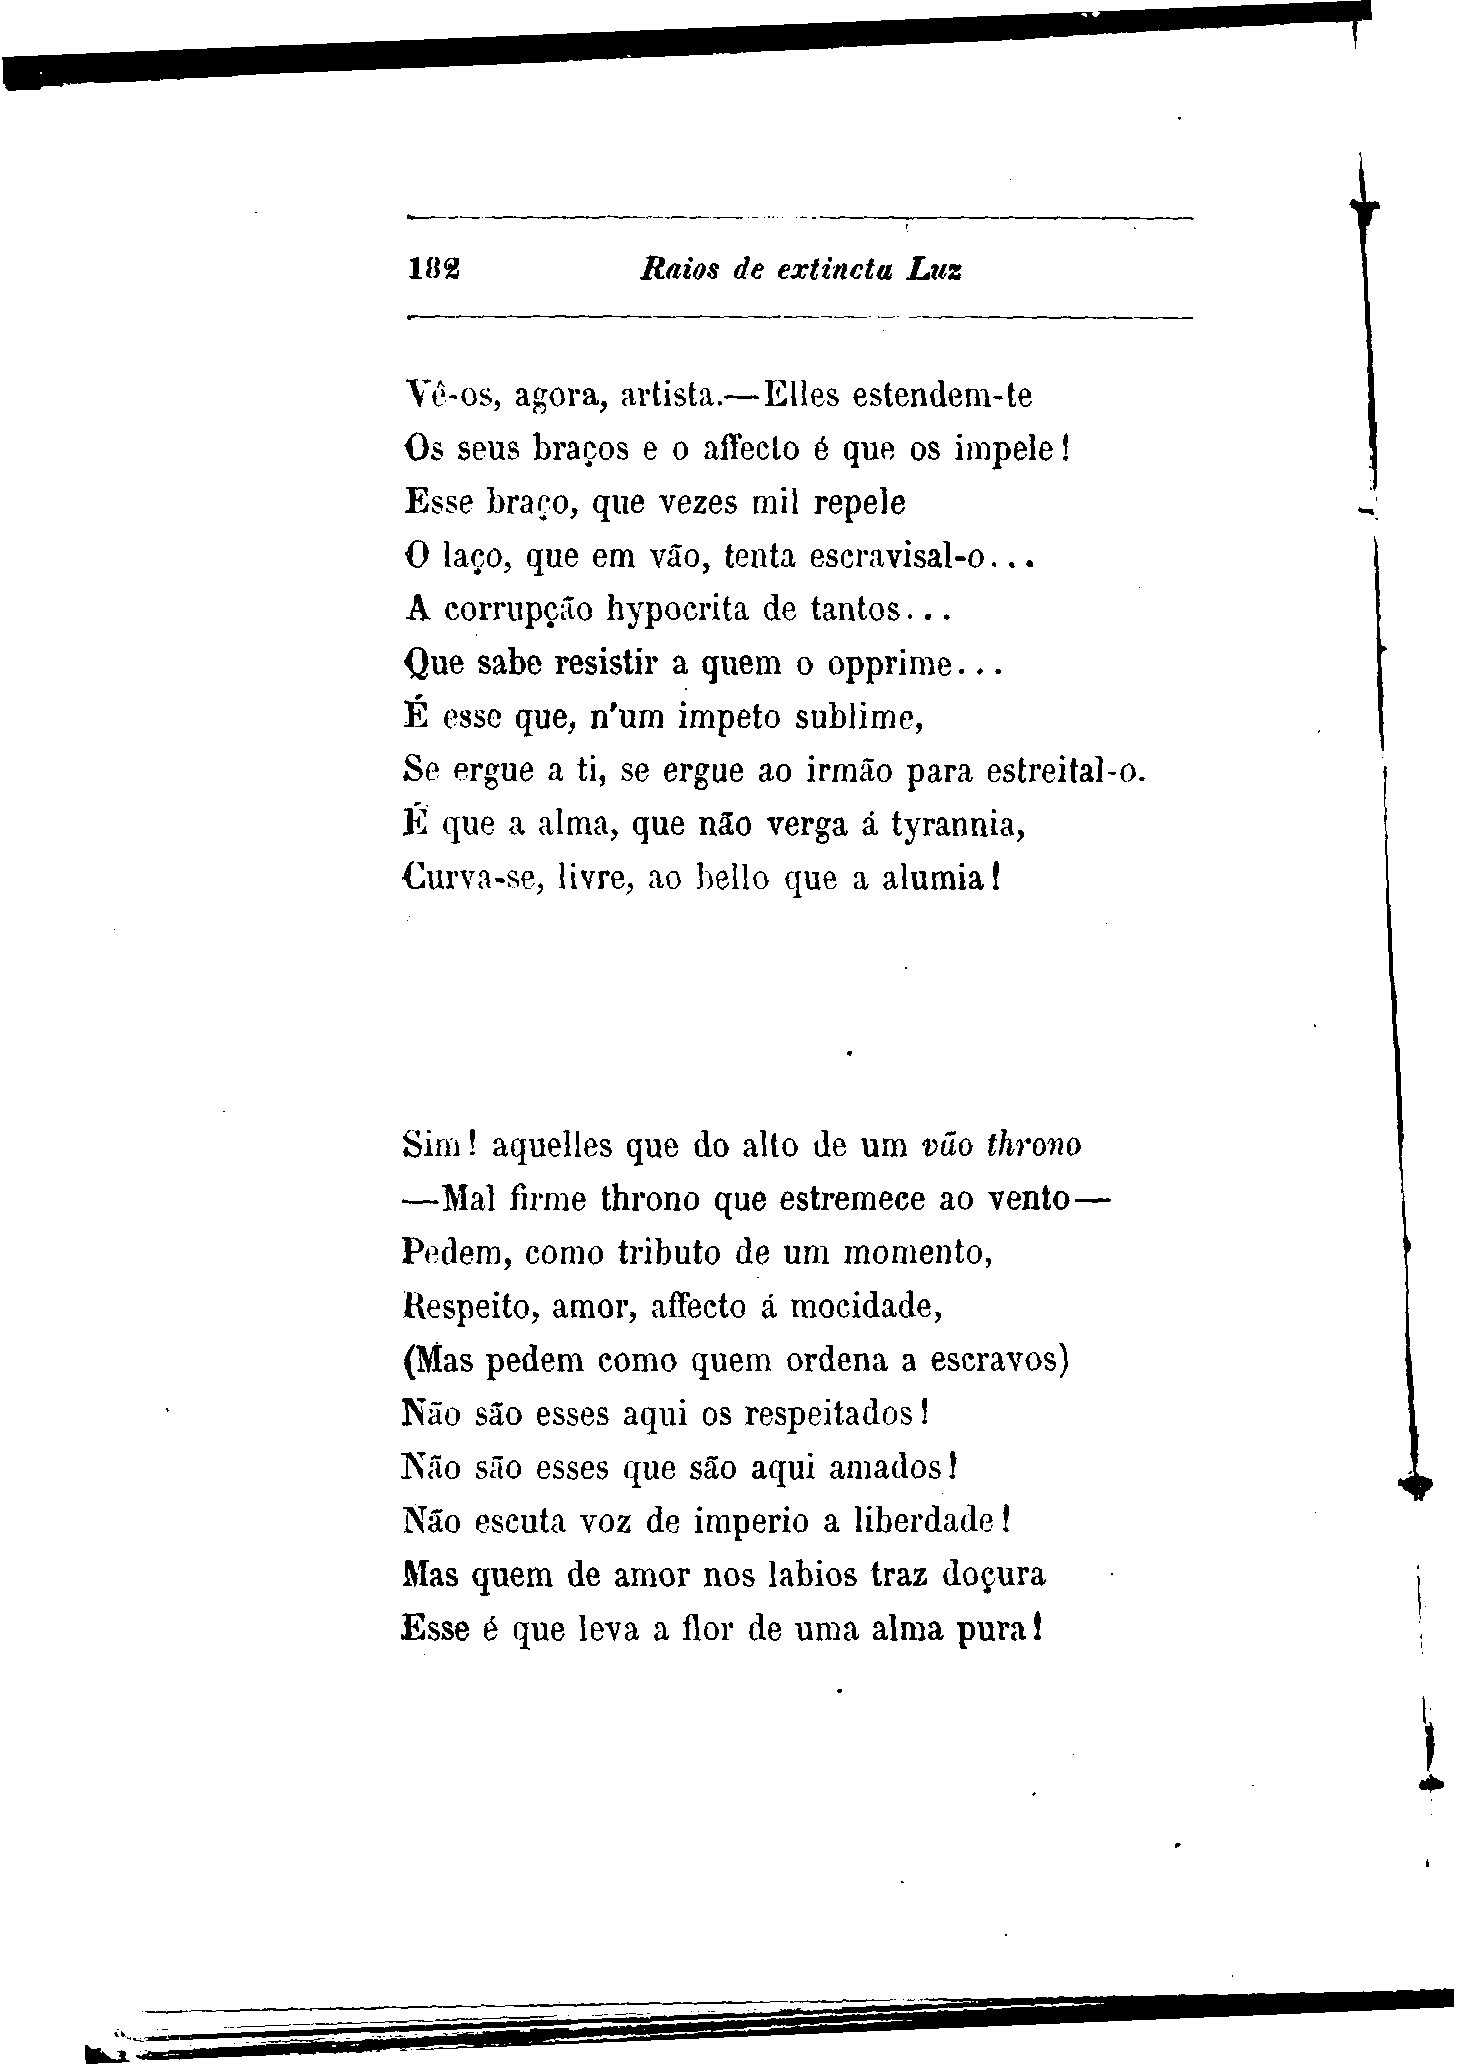 182 Raios de extincta Luz
Vê-os, agora, artista.—Elles estendem-te
Os seus braços e o affecto é que os impele!
Esse braço, que vezes mil repele
O laço, que em vão, tenta escravisal-o...
A corrupção hypocrita de tantos...
Que sabe resistir a quem o opprime...
É esse que, n'um impeto sublime,
Se ergue a ti, se ergue ao irmão para estreital-o.
É que a alma, que não verga á tyrannia,
Curva-se, livre, ao bello que a alumia!
Sim! aquelles que do alto de um vão throno
—Mal firme throno que estremece ao vento—
Pedem, como tributo de um momento,
Respeito, amor, affecto á mocidade,
(Mas pedem como quem ordena a escravos)
Não são esses aqui os respeitados!
Não são esses que são aqui amados!
Não escuta voz de imperio a liberdade!
Mas quem de amor nos labios traz doçura
Esse é que leva a flor de uma alma pura!